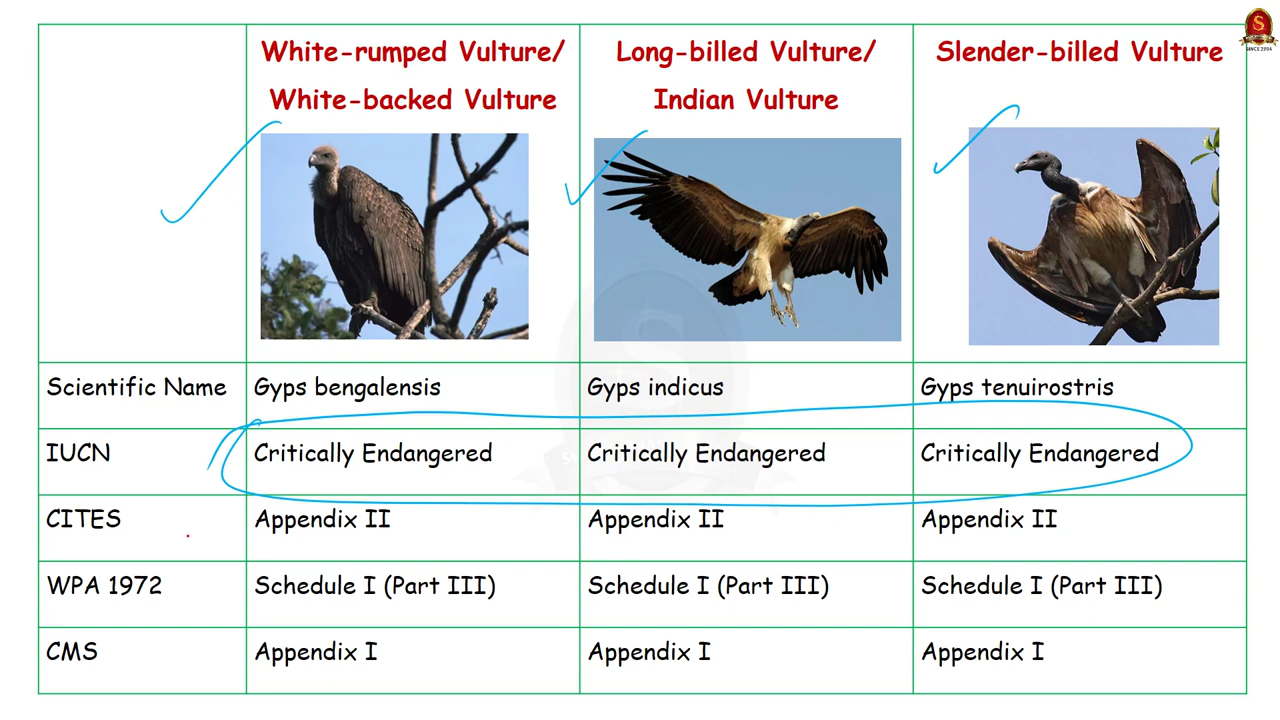 White-rumped Vulture/
White-backed Vulture
Long-billed Vulture/
Indian Vulture
Slender-billed Vulture
S
SINCE 2004
Scientific Name
Gyps bengalensis
Gyps indicus
Gyps tenuirostris
IUCN
Critically Endangered
Critically Endangered
Critically Endangered
CITES
Appendix II
Appendix II
Appendix II
WPA 1972
Schedule I (Part III)
Schedule I (Part III)
Schedule I (Part III)
CMS
Appendix I
Appendix I
Appendix I